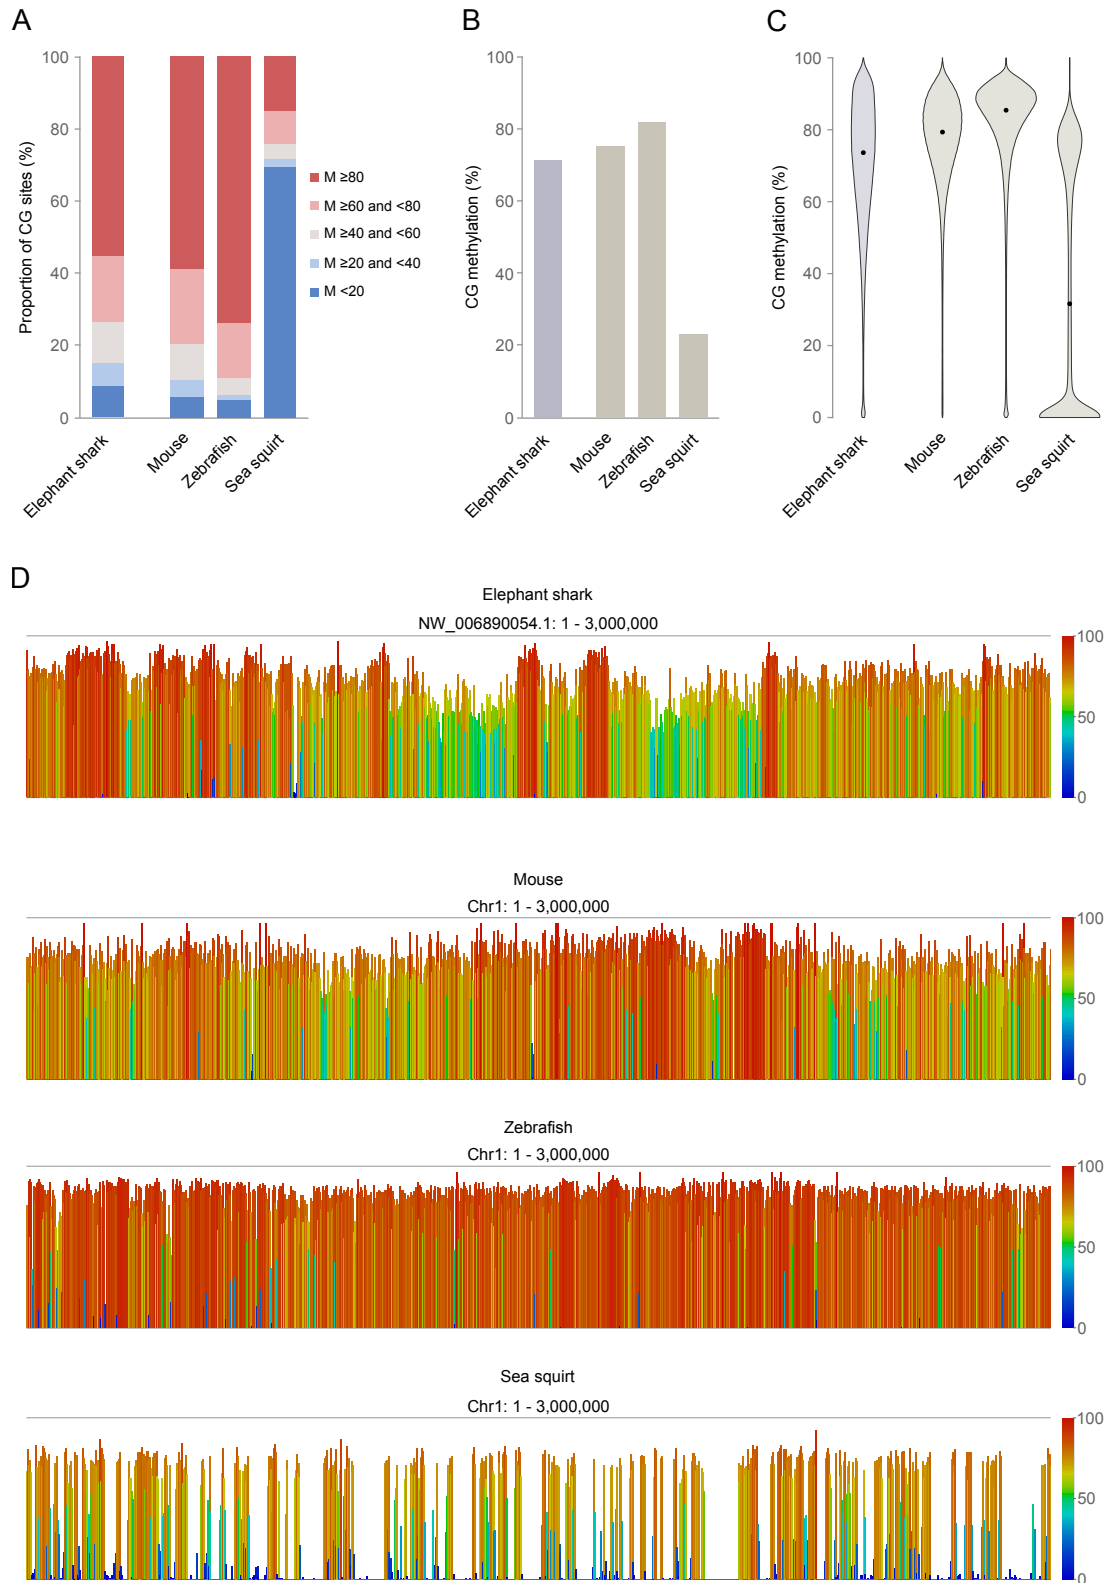 A
B
C
Proportion of CG sites (%)
100
80
60
40
20
0
Elephant shark
Mouse
Zebrafish
Sea squirt
M ≥80
M ≥60 and <80
M ≥40 and <60
M ≥20 and <40
M <20
CG methylation (%)
100
80
60
40
20
0
Elephant shark
Mouse
Zebrafish
Sea squirt
CG methylation (%)
100
80
60
40
20
0
Elephant shark
Mouse
Zebrafish
Sea squirt
D
Elephant shark
NW_006890054.1: 1 - 3,000,000
100
50
0
Mouse
Chr1: 1 - 3,000,000
100
50
0
Zebrafish
Chr1: 1 - 3,000,000
100
50
0
Sea squirt
Chr1: 1 - 3,000,000
100
50
0